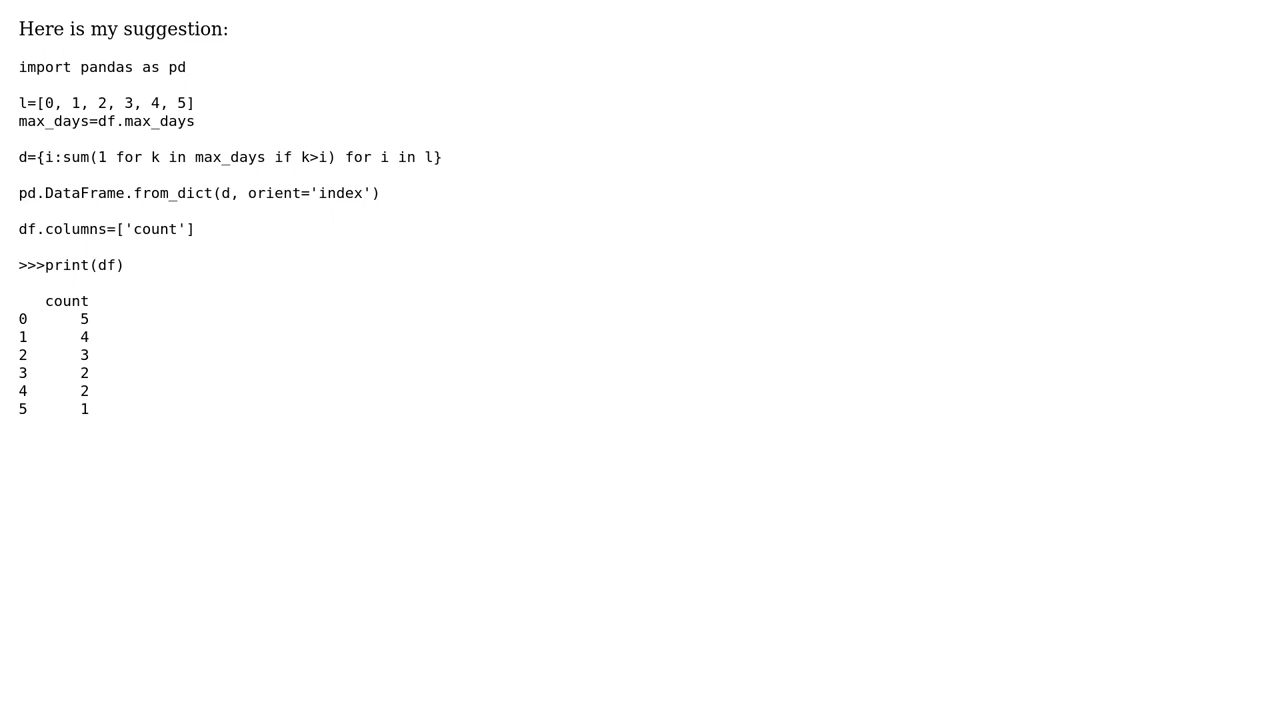 Here is my suggestion:
import pandas as pd
l=[0, 1, 2, 3, 4, 5]
max_days=df.max_days
d={i:sum(1 for k in max_days if k>i) for i in l}
pd.DataFrame.from_dict(d, orient='index')
df.columns=['count']
>>>print(df)
   count
0      5
1      4
2      3
3      2
4      2
5      1